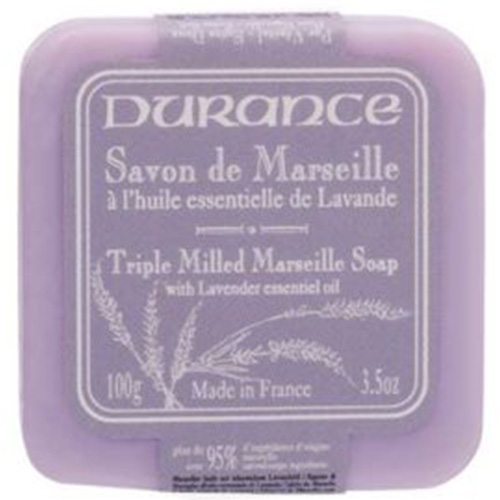 DURANCE
Savon de Marseille
à l'huile essentielle de Lavande
Triple Milled Marseille Soap
with Lavender essentiel oil
100g
Made in France
3.5oz
plus de 95%